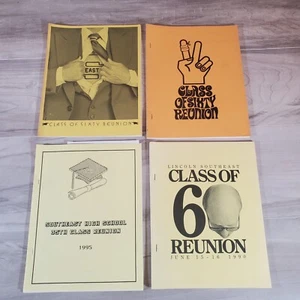 EAST
CLASS OF SIXTY REUNION
CLASS
OF SIXTY
REUNION
SOUTHEAST HIGH SCHOOL
35TH CLASS REUNION
1995
LINCOLN SOUTHEAST
CLASS OF
60
REUNION